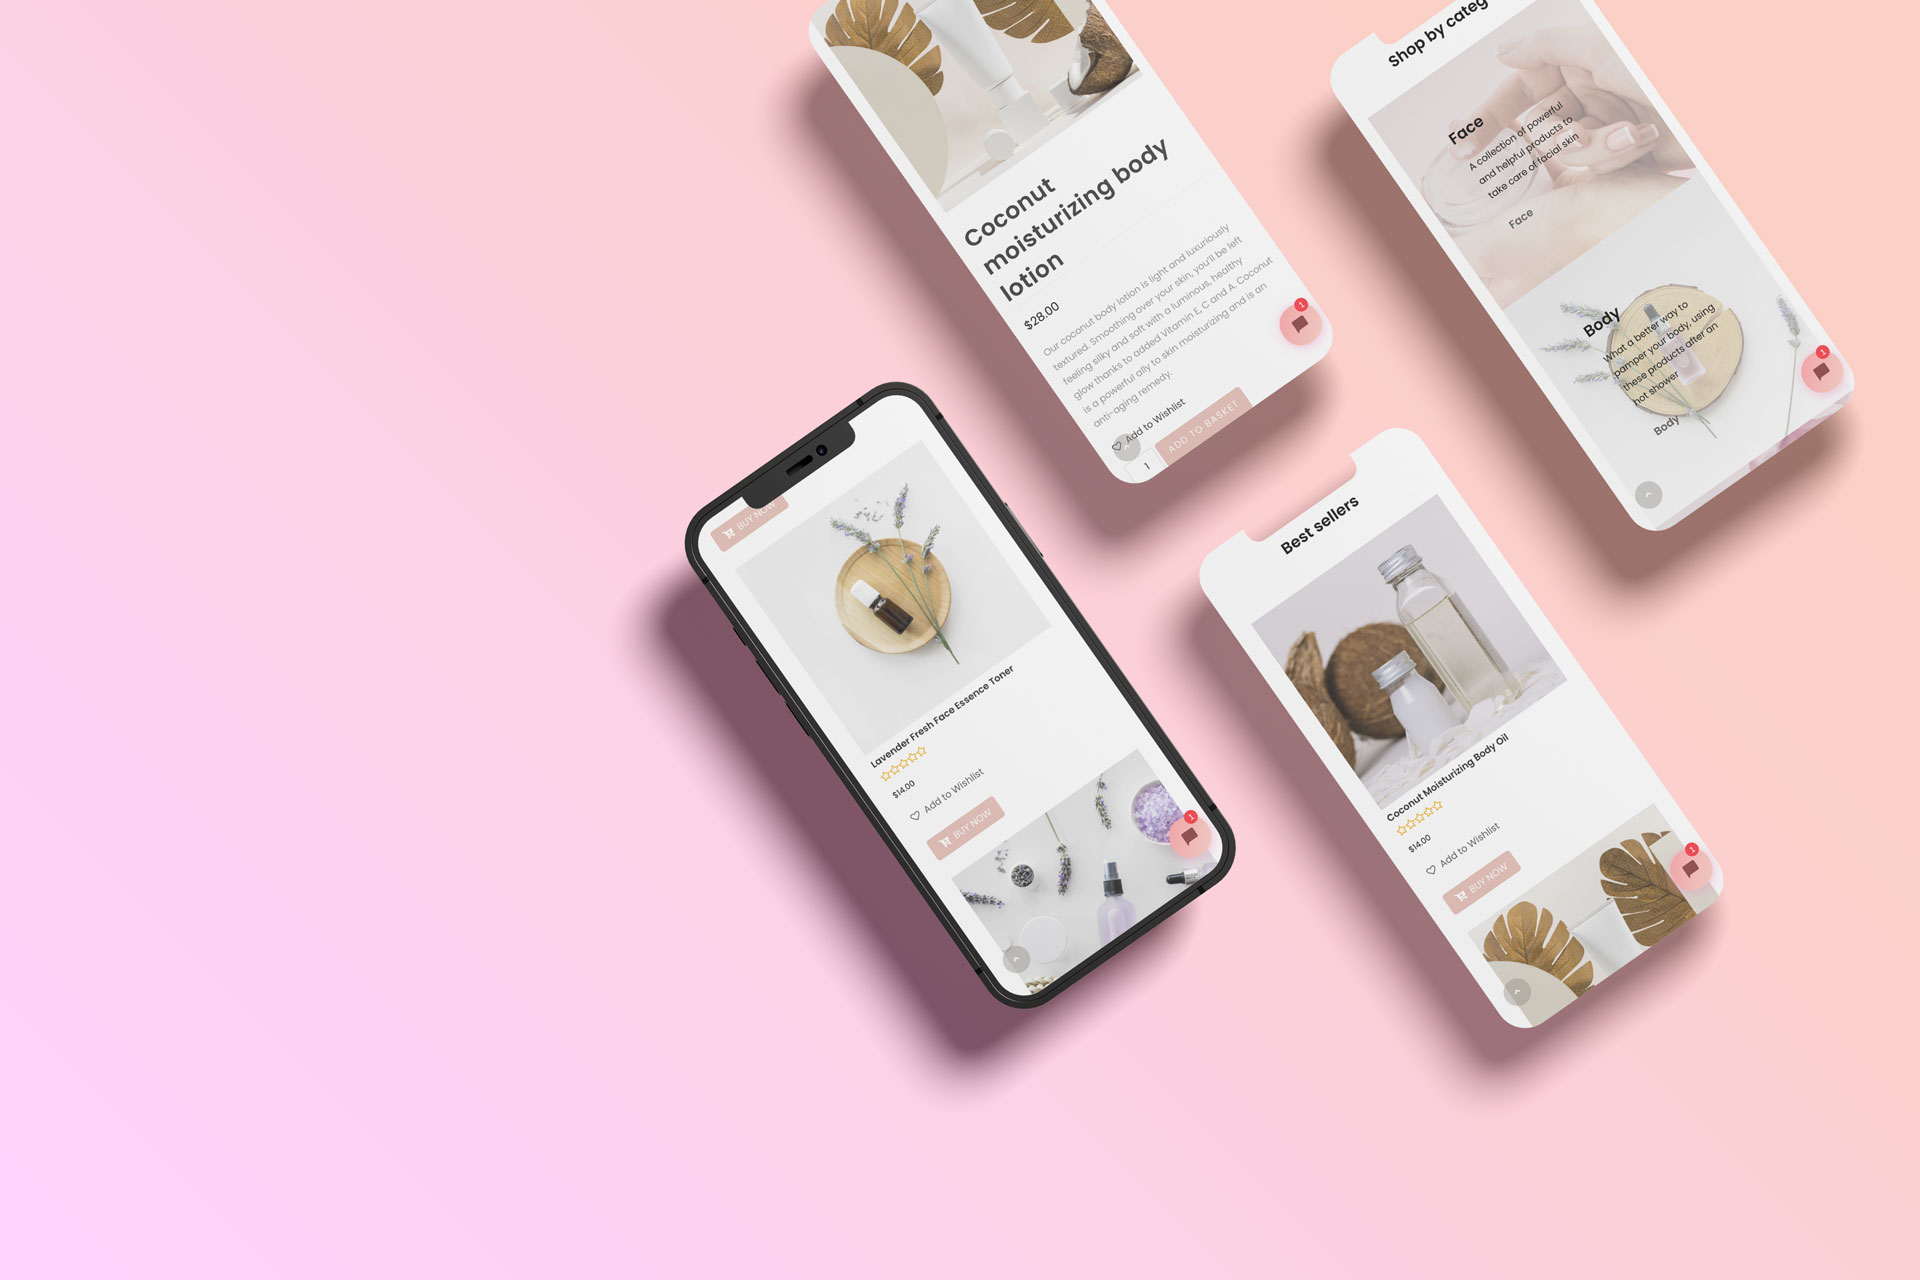 Coconut
moisturizing body
lotion
$28.00
Our coconut body lotion is light and luxuriously
textured. Smoothing over your skin, you'll be left
feeling silky and soft with a luminous, healthy
glow thanks to added Vitamin E, C and A. Coconut
is a powerful ally to skin moisturizing and is an
anti-aging remedy.
Add to Wishlist
1
ADD TO BASKET
1
Shop by categ
Face
A collection of powerful
and helpful products to
take care of facial skin
Face
Body
What a better way to
pamper your body, using
these products after an
hot shower
Body
1
BUY NOW
Lavender Fresh Face Essence Toner
$14.00
Add to Wishlist
BUY NOW
1
Best sellers
Coconut Moisturizing Body Oil
$14.00
Add to Wishlist
BUY NOW
1